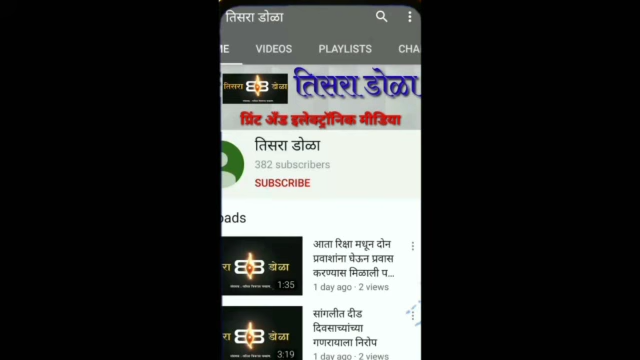 तिसरा डोळा
ME VIDEOS PLAYLISTS CHA
तिसरा डोळा
तिसरा डोळा
प्रिंट अँड इलेक्ट्रॉनिक मीडिया
तिसरा डोळा
382 subscribers
SUBSCRIBE
oads
रा डोळा
1:35
आता रिक्षा मधून दोन
प्रवाशांना घेऊन प्रवास
करण्यास मिळाली प...
1 day ago · 2 views
रा डोळा
3:19
सांगलीत दीड
दिवसाच्यांच्या
गणरायाला निरोप
1 day ago · 2 views